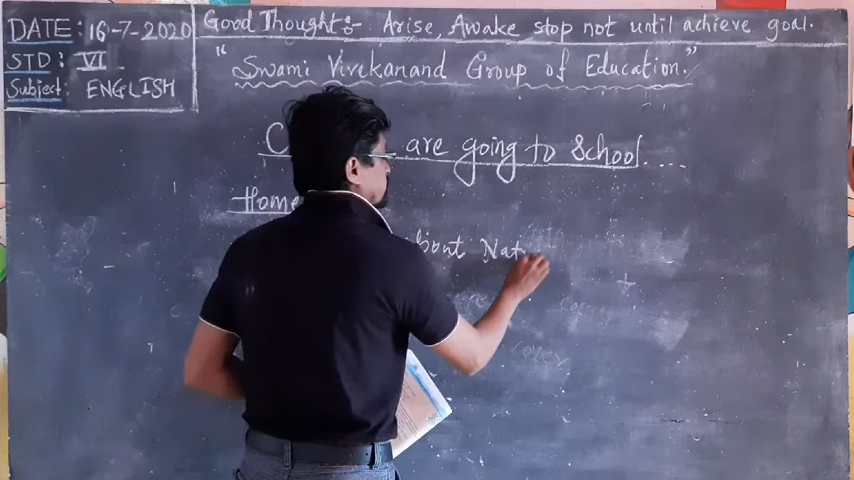 DATE: 16-7-2020
STD: VI
Subject: ENGLISH
Good Thought:- Arise, Awake stop not until achieve goal.
"Swami Vivekanand Group of Education."
C are going to School....
Home
bout Nat